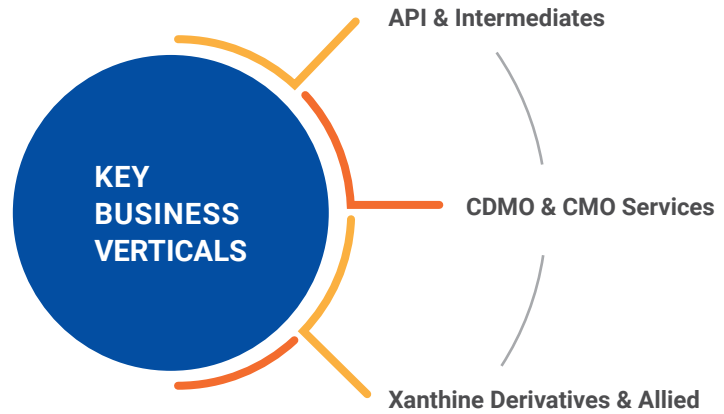 API & Intermediates
KEY
BUSINESS
VERTICALS
CDMO & CMO Services
Xanthine Derivatives & Allied